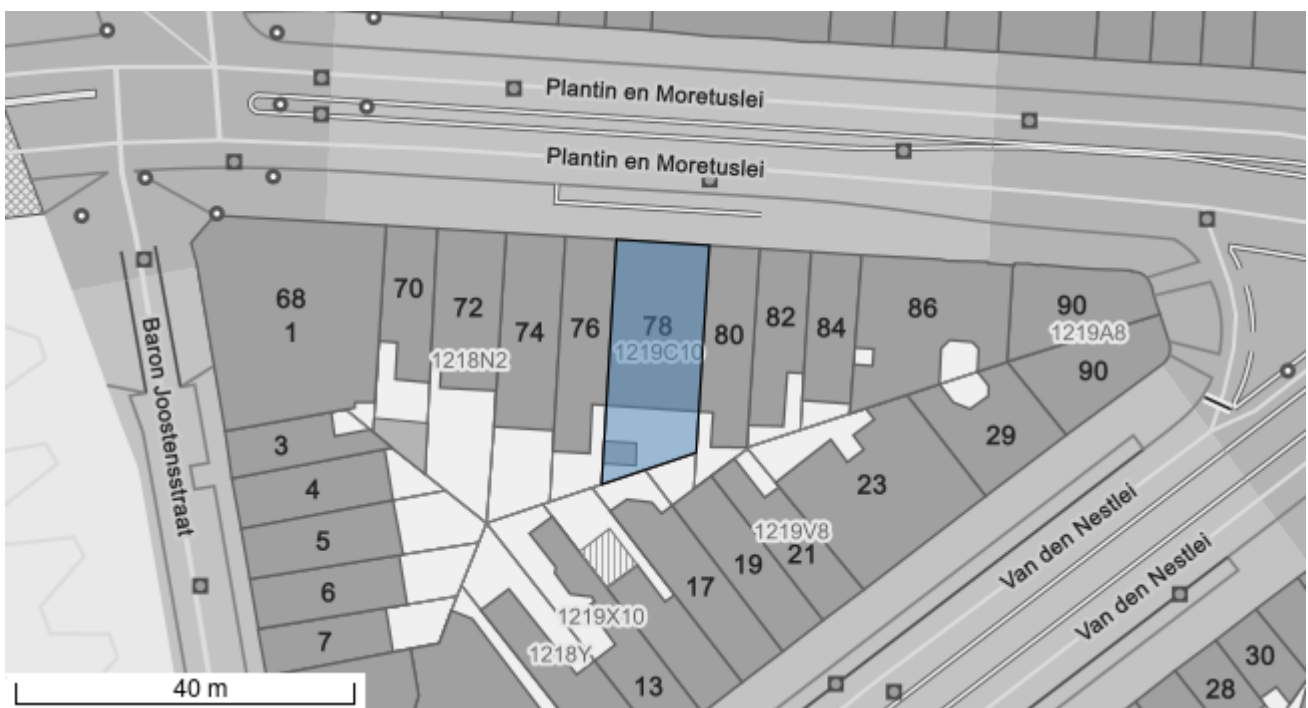 Plantin en Moretuslei
Plantin en Moretuslei
68
1
70
72
74
76
78
80
82
84
86
90
90
1218N2
1219C10
1219A8
Baron Joostensstraat
3
4
5
6
7
29
23
1219V8
21
19
17
1219X10
1218Y
13
Van den Nestlei
Van den Nestlei
30
28
40 m